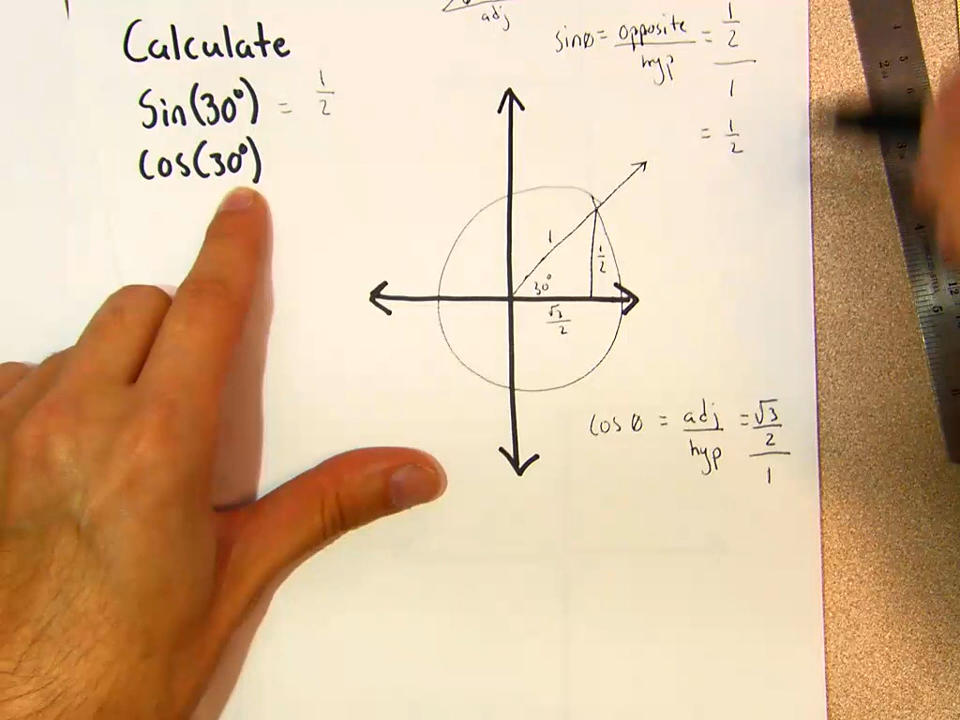 adj
Calculate
Sin(30°) = 1/2
Cos(30°)
sinθ = opposite/hyp = 1/2/1
= 1/2
1
1/2
30°
√3/2
cos θ = adj/hyp = √3/2/1